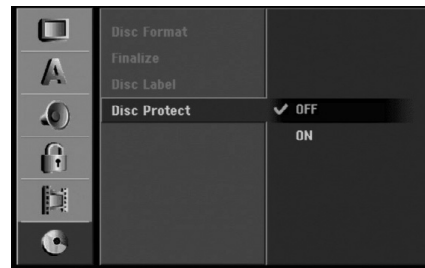 Disc Format
Finalize
Disc Label
Disc Protect
OFF
ON